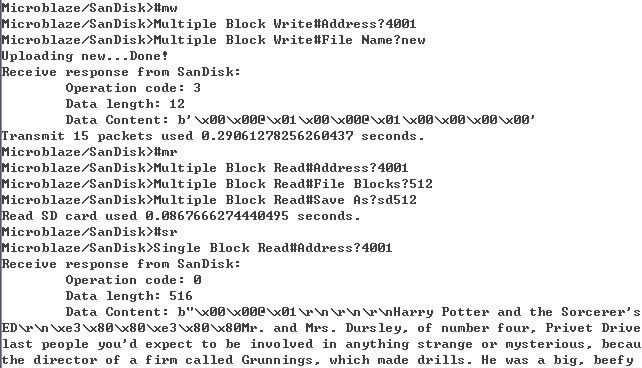 Microblaze/SanDisk>#mw
Microblaze/SanDisk>Multiple Block Write#Address?4001
Microblaze/SanDisk>Multiple Block Write#File Name?new
Uploading new...Done!
Receive response from SanDisk:
Operation code: 3
Data length: 12
Data Content: b'\x00\x00@\x01\x00\x00@\x01\x00\x00\x00\x00'
Transmit 15 packets used 0.29061278256260437 seconds.
Microblaze/SanDisk>#mr
Microblaze/SanDisk>Multiple Block Read#Address?4001
Microblaze/SanDisk>Multiple Block Read#File Blocks?512
Microblaze/SanDisk>Multiple Block Read#Save As?sd512
Read SD card used 0.0867666274440495 seconds.
Microblaze/SanDisk>#sr
Microblaze/SanDisk>Single Block Read#Address?4001
Receive response from SanDisk:
Operation code: 0
Data length: 516
Data Content: b"\x00\x00@\x01\r\n\r\n\r\nHarry Potter and the Sorcerer's
ED\r\n\xe3\x80\x80\xe3\x80\x80Mr. and Mrs. Dursley, of number four, Privet Drive
last people you'd expect to be involved in anything strange or mysterious, becau
the director of a firm called Grunnings, which made drills. He was a big, beefy